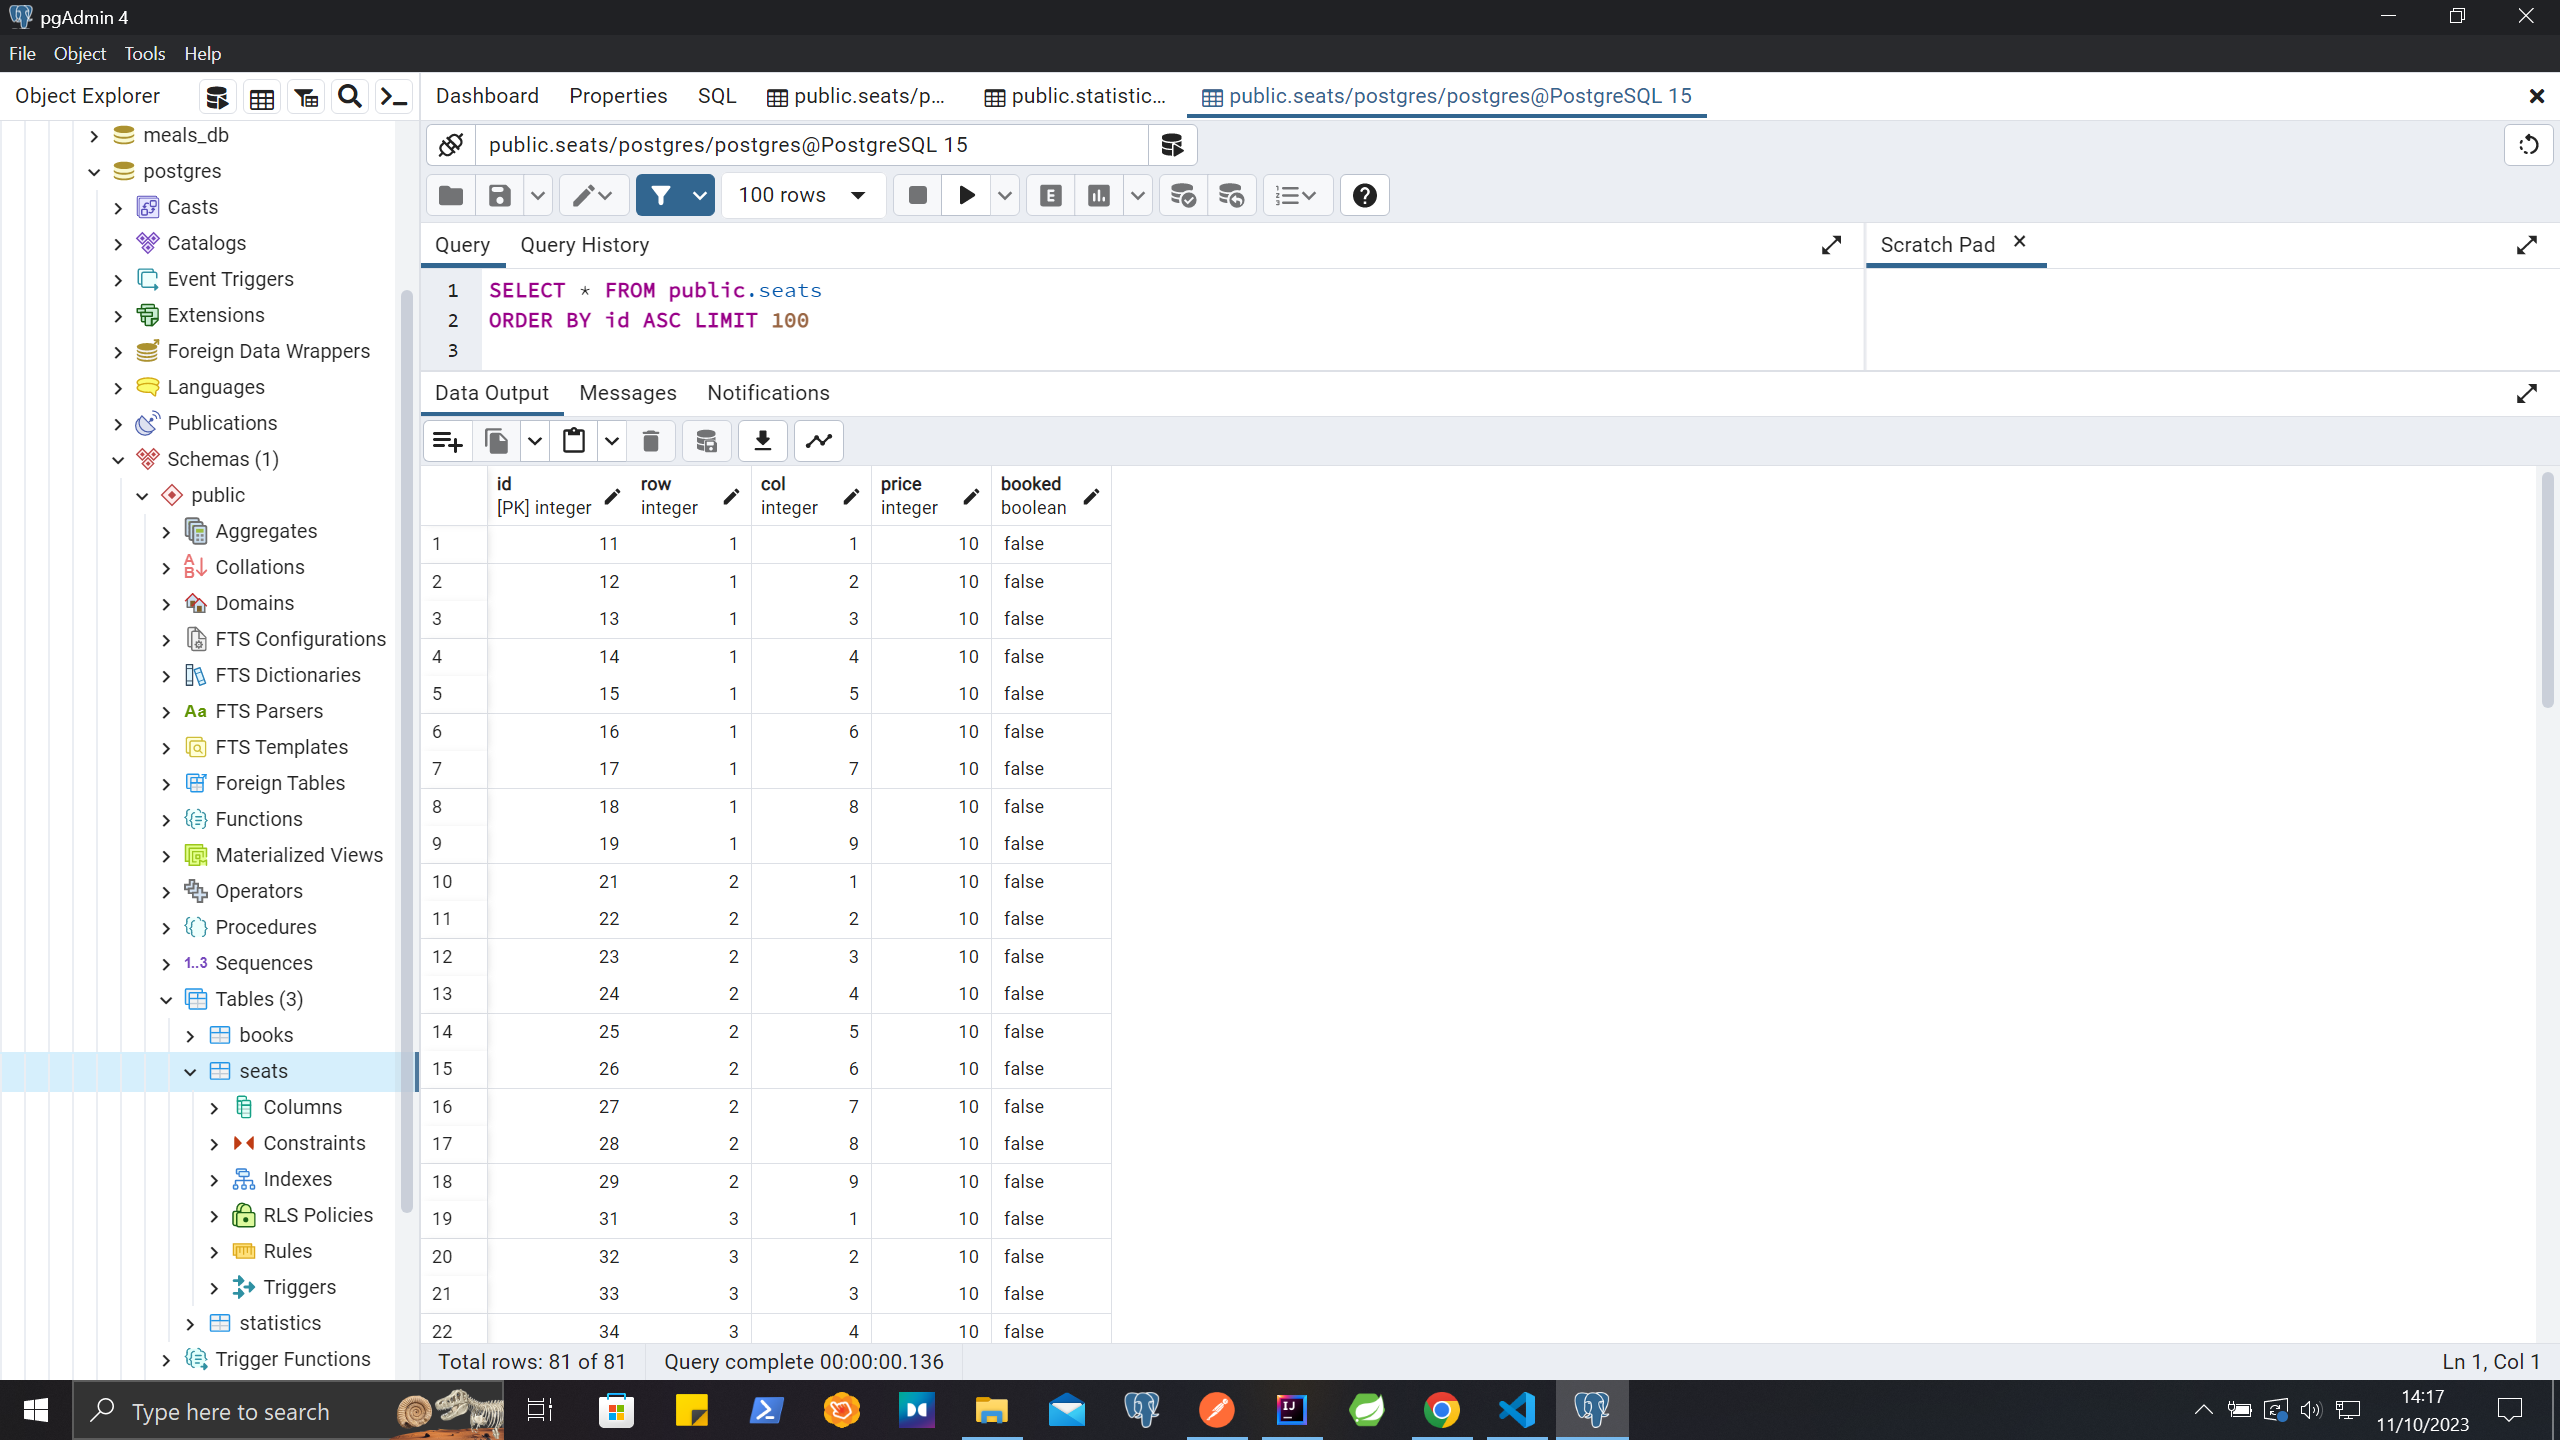 pgAdmin 4
File Object Tools Help
Object Explorer
Dashboard Properties SQL public.seats/p... public.statistic... public.seats/postgres/postgres@PostgreSQL 15
public.seats/postgres/postgres@PostgreSQL 15
100 rows
E
Query Query History
Scratch Pad
1 SELECT * FROM public.seats
2 ORDER BY id ASC LIMIT 100
3
Data Output Messages Notifications
meals_db
postgres
Casts
Catalogs
Event Triggers
Extensions
Foreign Data Wrappers
Languages
Publications
Schemas (1)
public
Aggregates
Collations
Domains
FTS Configurations
FTS Dictionaries
Aa FTS Parsers
FTS Templates
Foreign Tables
Functions
Materialized Views
Operators
Procedures
1..3 Sequences
Tables (3)
books
seats
Columns
Constraints
Indexes
RLS Policies
Rules
Triggers
statistics
Trigger Functions
id row col price booked
[PK] integer integer integer integer boolean
1 11 1 1 10 false
2 12 1 2 10 false
3 13 1 3 10 false
4 14 1 4 10 false
5 15 1 5 10 false
6 16 1 6 10 false
7 17 1 7 10 false
8 18 1 8 10 false
9 19 1 9 10 false
10 21 2 1 10 false
11 22 2 2 10 false
12 23 2 3 10 false
13 24 2 4 10 false
14 25 2 5 10 false
15 26 2 6 10 false
16 27 2 7 10 false
17 28 2 8 10 false
18 29 2 9 10 false
19 31 3 1 10 false
20 32 3 2 10 false
21 33 3 3 10 false
22 34 3 4 10 false
Total rows: 81 of 81 Query complete 00:00:00.136
Ln 1, Col 1
Type here to search
14:17
11/10/2023